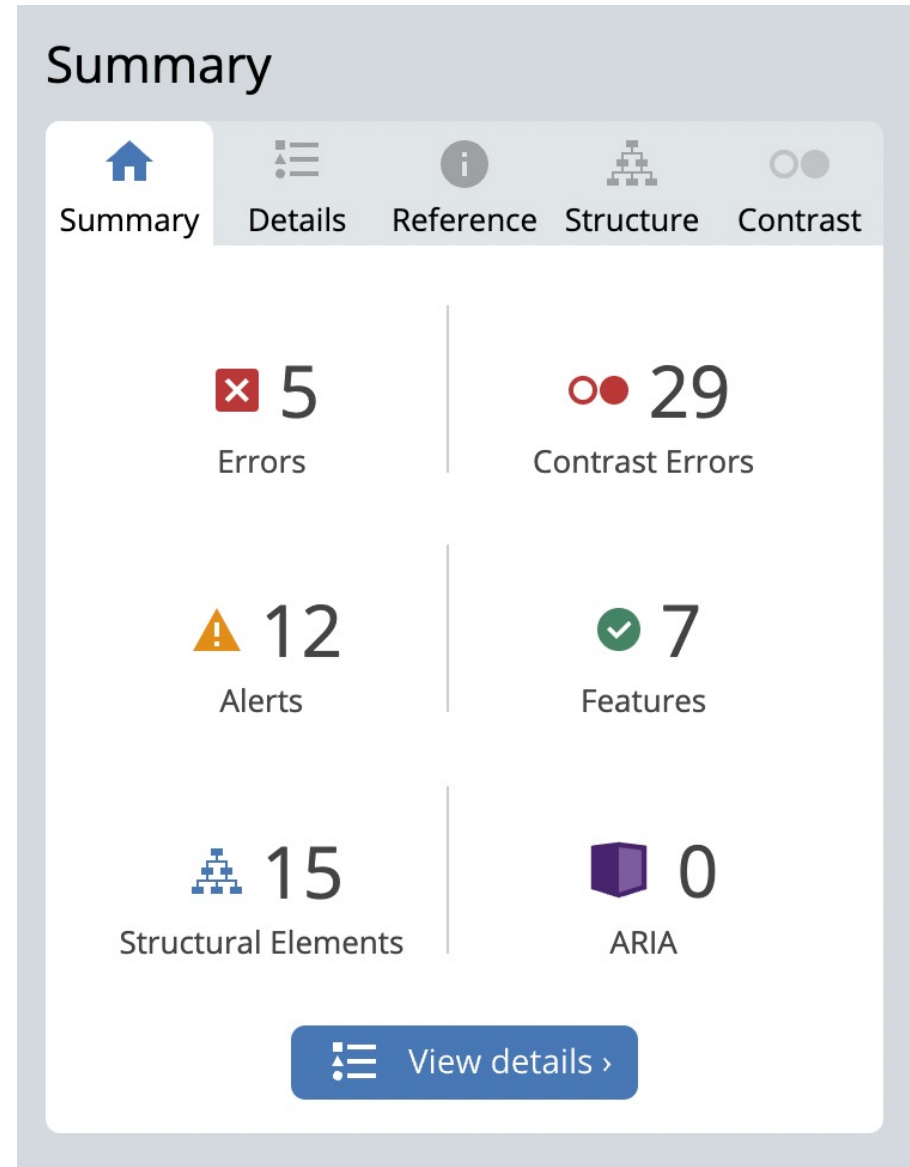 Summary
Summary Details Reference Structure Contrast
5 29
Errors Contrast Errors
12 7
Alerts Features
15 0
Structural Elements ARIA
View details ›